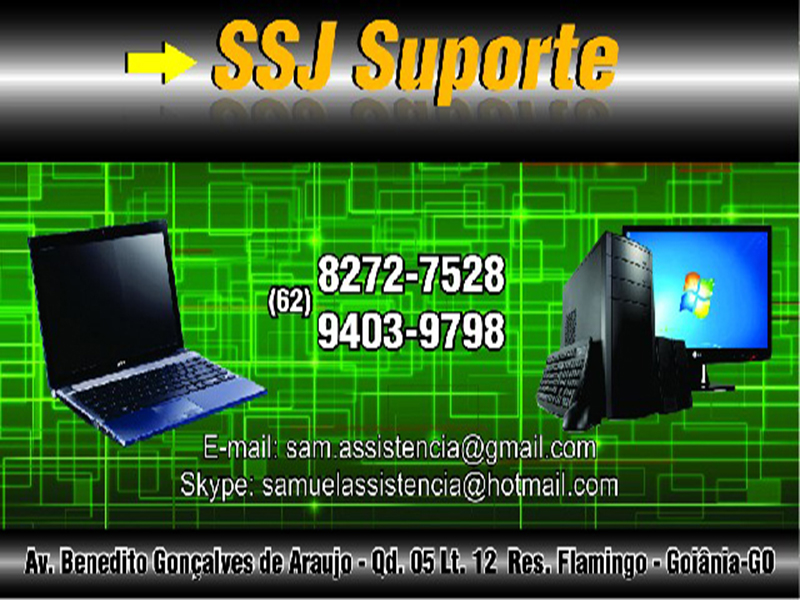 SSJ Suporte
(62) 8272-7528
9403-9798
E-mail: sam.assistencia@gmail.com
Skype: samuelassistencia@hotmail.com
Av. Benedito Gonçalves de Araujo - Qd. 05 Lt. 12 Res. Flamingo - Goiânia-GO